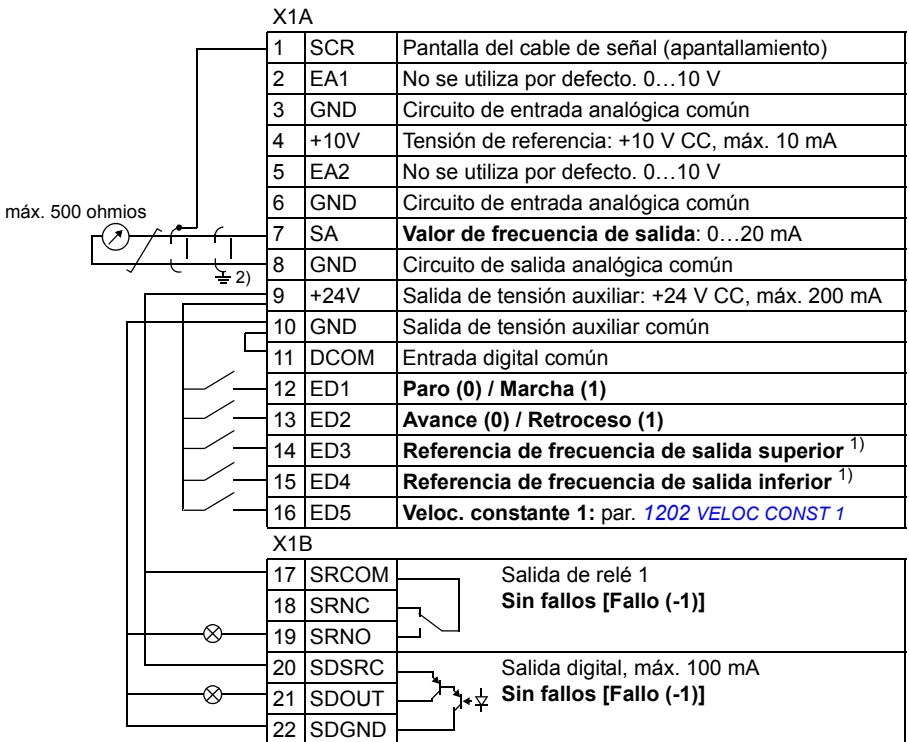 X1A
1 SCR Pantalla del cable de señal (apantallamiento)
2 EA1 No se utiliza por defecto. 0…10 V
3 GND Circuito de entrada analógica común
4 +10V Tensión de referencia: +10 V CC, máx. 10 mA
5 EA2 No se utiliza por defecto. 0…10 V
6 GND Circuito de entrada analógica común
máx. 500 ohmios
7 SA Valor de frecuencia de salida: 0…20 mA
8 GND Circuito de salida analógica común
2)
9 +24V Salida de tensión auxiliar: +24 V CC, máx. 200 mA
10 GND Salida de tensión auxiliar común
11 DCOM Entrada digital común
12 ED1 Paro (0) / Marcha (1)
13 ED2 Avance (0) / Retroceso (1)
14 ED3 Referencia de frecuencia de salida superior 1)
15 ED4 Referencia de frecuencia de salida inferior 1)
16 ED5 Veloc. constante 1: par. 1202 VELOC CONST 1
X1B
17 SRCOM Salida de relé 1
18 SRNC Sin fallos [Fallo (-1)]
19 SRNO
20 SDSRC Salida digital, máx. 100 mA
21 SDOUT Sin fallos [Fallo (-1)]
22 SDGND